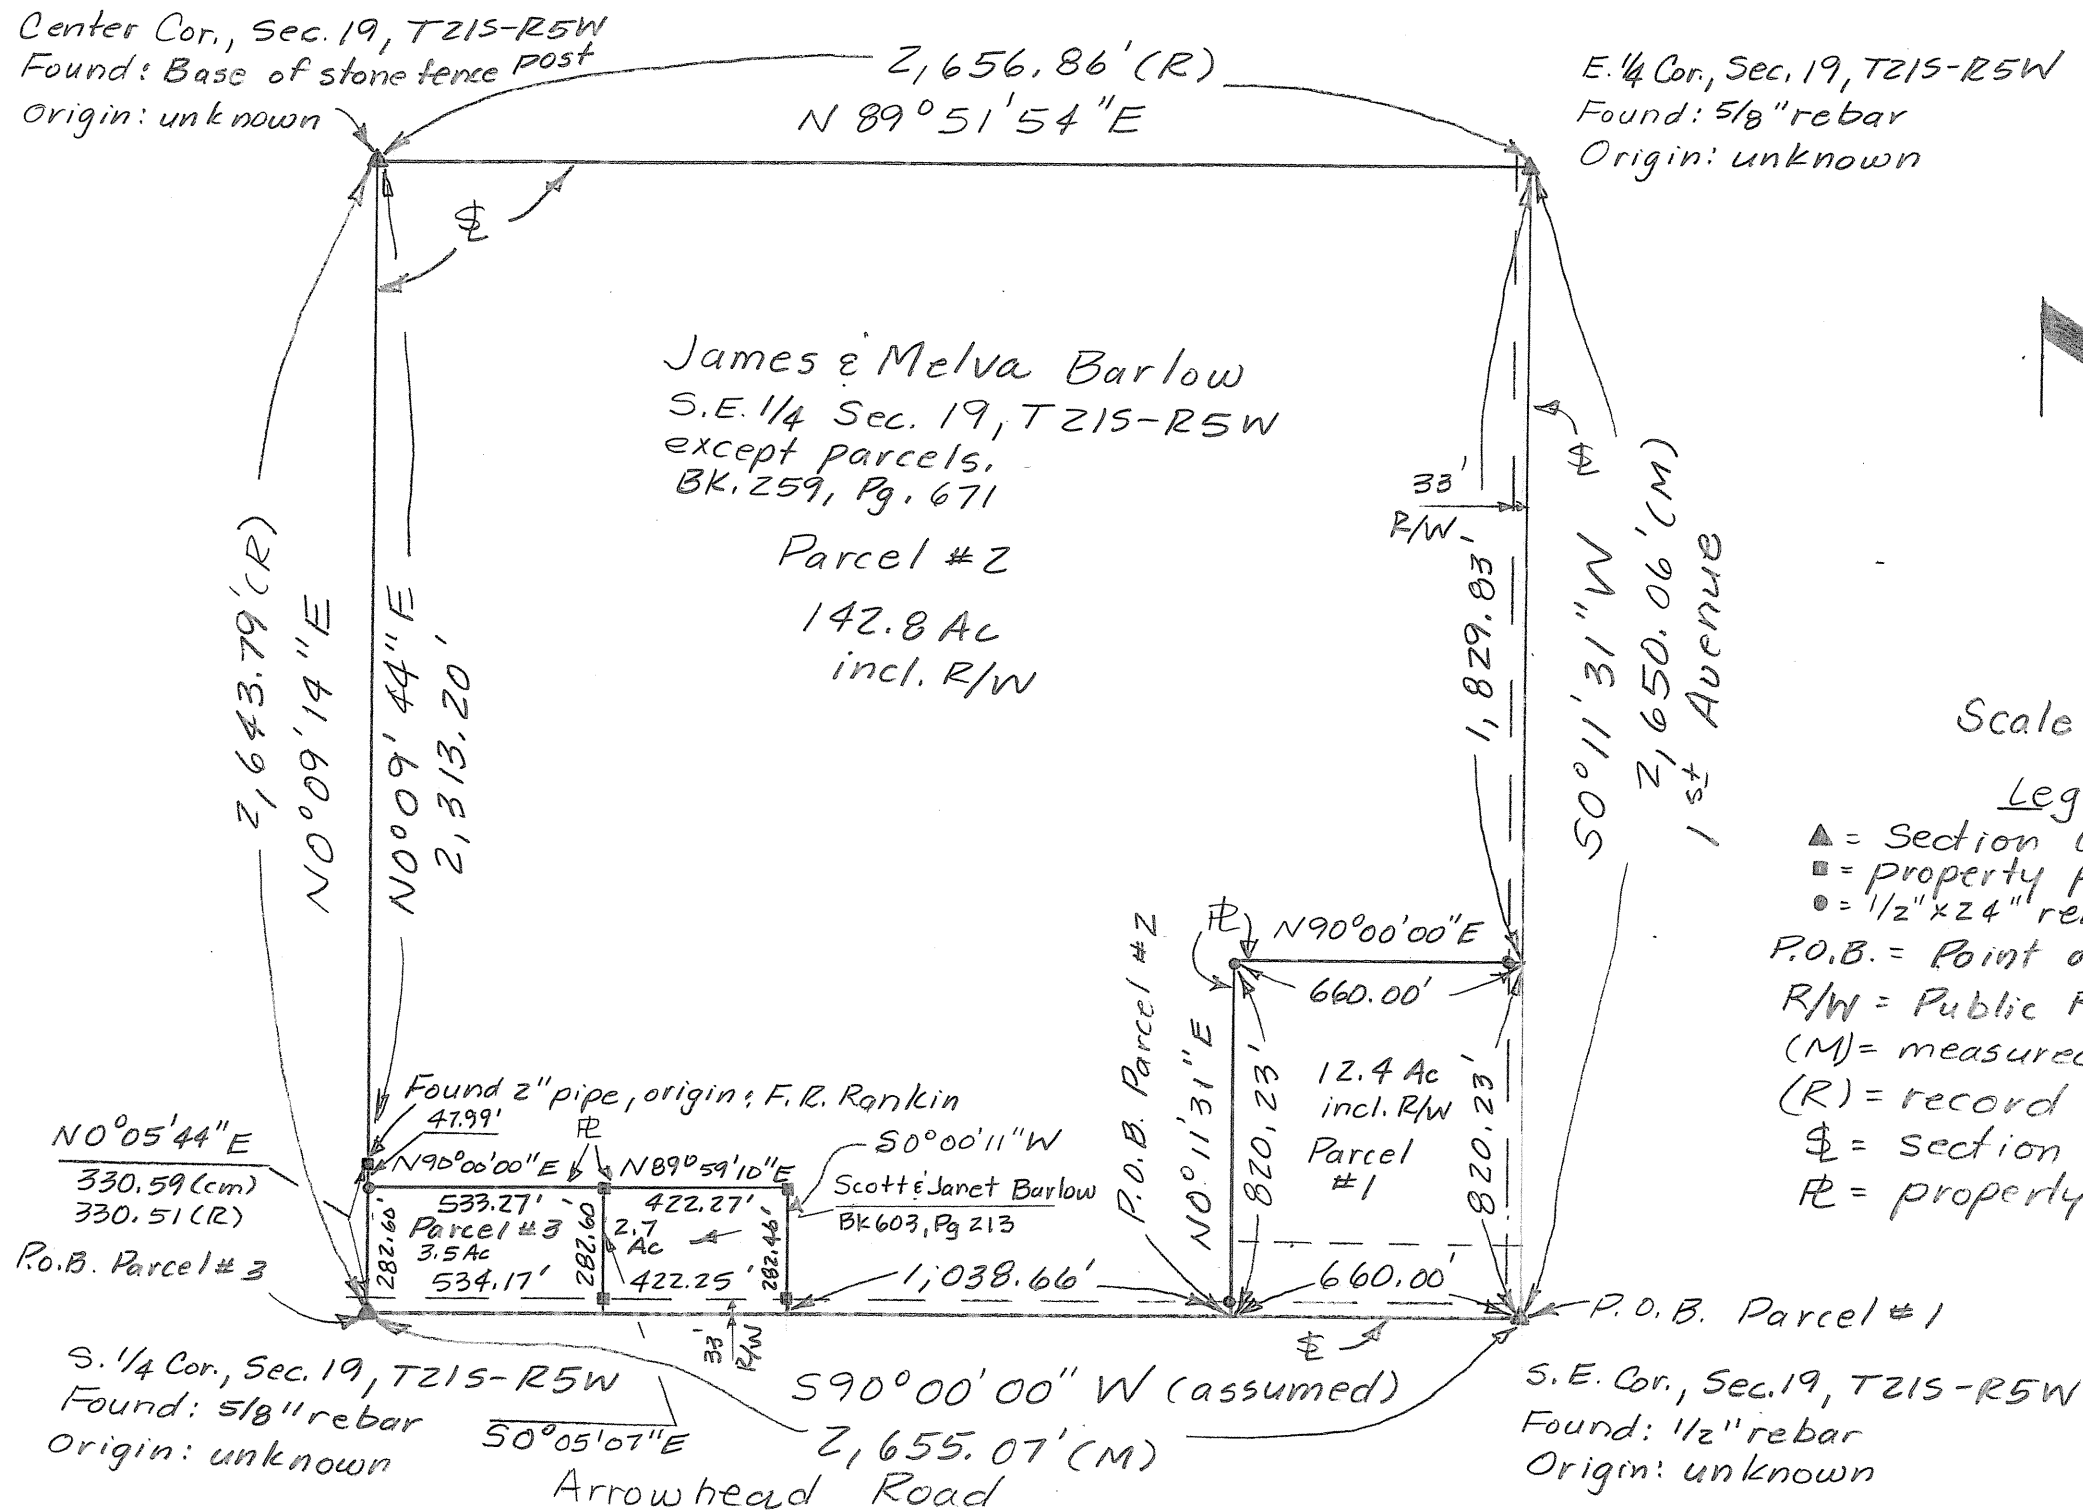 Center Cor., Sec. 19, T21S-R5W
Found: Base of stone fence post
Origin: unknown
2,656.86' (R)
N 89°51'54"E
E. 1/4 Cor., Sec. 19, T21S-R5W
Found: 5/8" rebar
Origin: unknown
James & Melva Barlow
S.E. 1/4 Sec. 19, T21S-R5W
except parcels.
BK. 259, Pg. 671
Parcel #2
142.8 Ac
incl. R/W
33'
R/W
1,829.83'
S0°11'31"W
2,650.06' (M)
1st Avenue
2,643.79' (R)
N0°09'14"E
N0°09'44"E
2,313.20'
Scale
Leg
▲ = Section
■ = property
● = 1/2" x 24"
P.O.B. = Point
R/W = Public
(M) = measured
(R) = record
= section
= property
P.O.B. Parcel #2
N0°11'31"E
N90°00'00"E
660.00'
820.23'
12.4 Ac
incl. R/W
Parcel
#1
820.23'
660.00'
P.O.B. Parcel #1
Found 2" pipe, origin: F.R. Rankin
47.99'
N0°05'44"E
330.59 (cm)
330.51 (R)
P.O.B. Parcel #3
N90°00'00"E
N89°59'10"E
S0°00'11"W
Scott & Janet Barlow
BK 603, Pg 213
533.27'
Parcel #3
3.5 Ac
534.17'
282.60'
282.60'
422.27'
2.7
Ac
422.25'
282.46'
1,038.66'
33'
R/W
S. 1/4 Cor., Sec. 19, T21S-R5W
Found: 5/8" rebar
Origin: unknown
S0°05'07"E
S90°00'00" W (assumed)
2,655.07' (M)
Arrowhead Road
S.E. Cor., Sec. 19, T21S-R5W
Found: 1/2" rebar
Origin: unknown